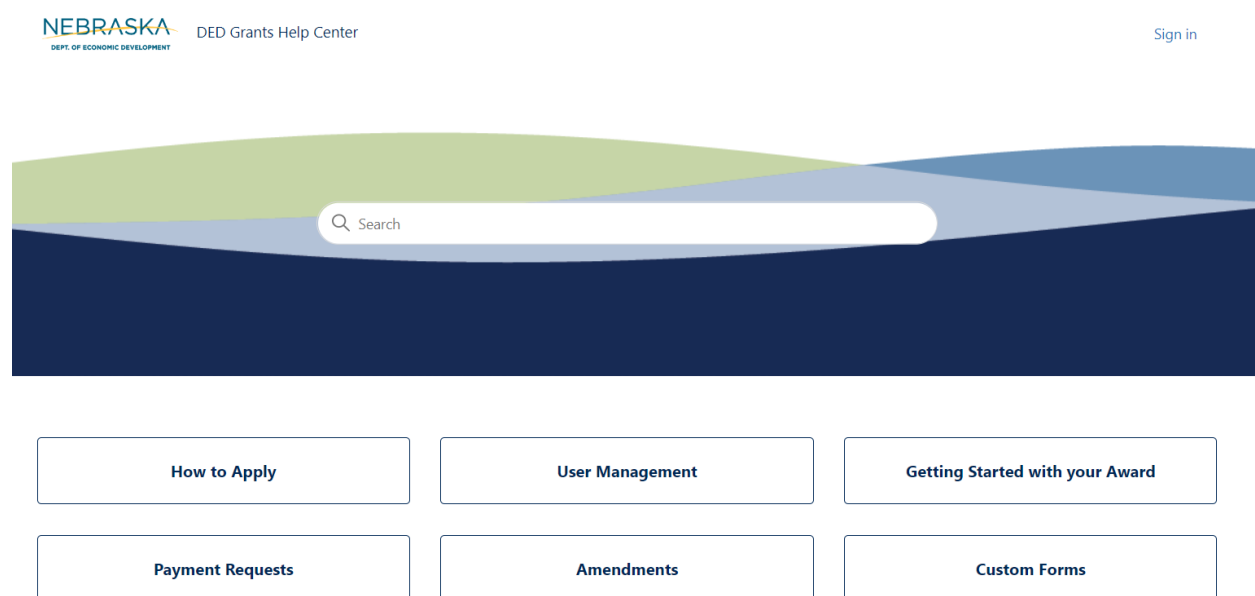 NEBRASKA
DEPT. OF ECONOMIC DEVELOPMENT
DED Grants Help Center
Sign in
Search
How to Apply
User Management
Getting Started with your Award
Payment Requests
Amendments
Custom Forms